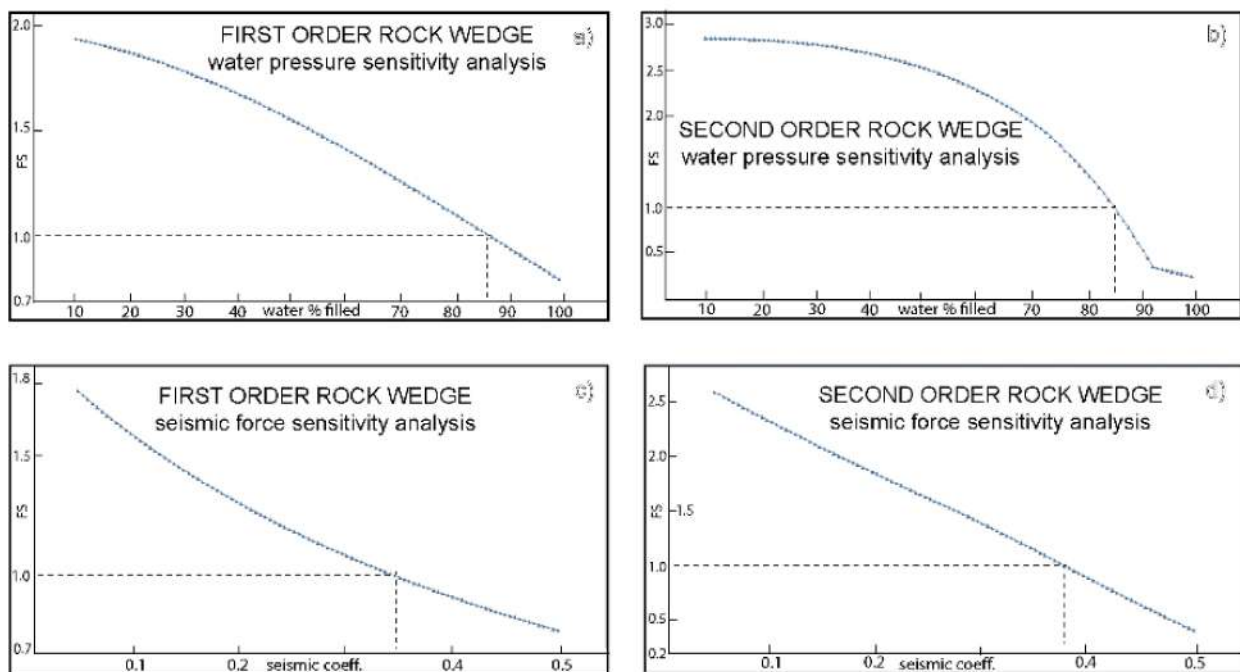 FIRST ORDER ROCK WEDGE
water pressure sensitivity analysis
a)
2.0
1.5
FS
1.0
0.7
10 20 30 40 water % filled 70 80 90 100
b)
3.0
2.5
2.0
SECOND ORDER ROCK WEDGE
water pressure sensitivity analysis
FS
1.0
0.5
10 20 30 40 water % filled 70 80 90 100
FIRST ORDER ROCK WEDGE
seismic force sensitivity analysis
c)
1.8
1.5
FS
1.0
0.7
0.1 0.2 seismic coeff. 0.4 0.5
SECOND ORDER ROCK WEDGE
seismic force sensitivity analysis
d)
2.5
2.0
FS 1.5
1.0
0.5
0.2
0.1 0.2 seismic coeff. 0.4 0.5